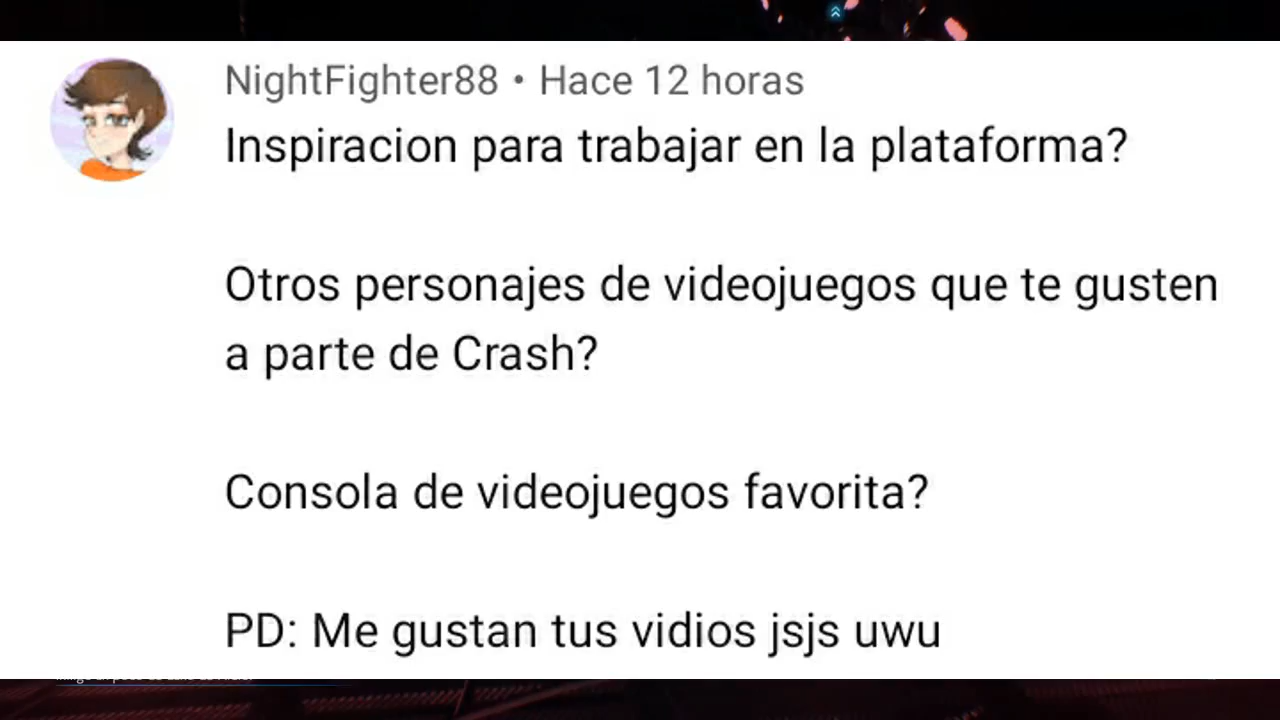 NightFighter88 • Hace 12 horas
Inspiracion para trabajar en la plataforma?
Otros personajes de videojuegos que te gusten
a parte de Crash?
Consola de videojuegos favorita?
PD: Me gustan tus vidios jsjs uwu